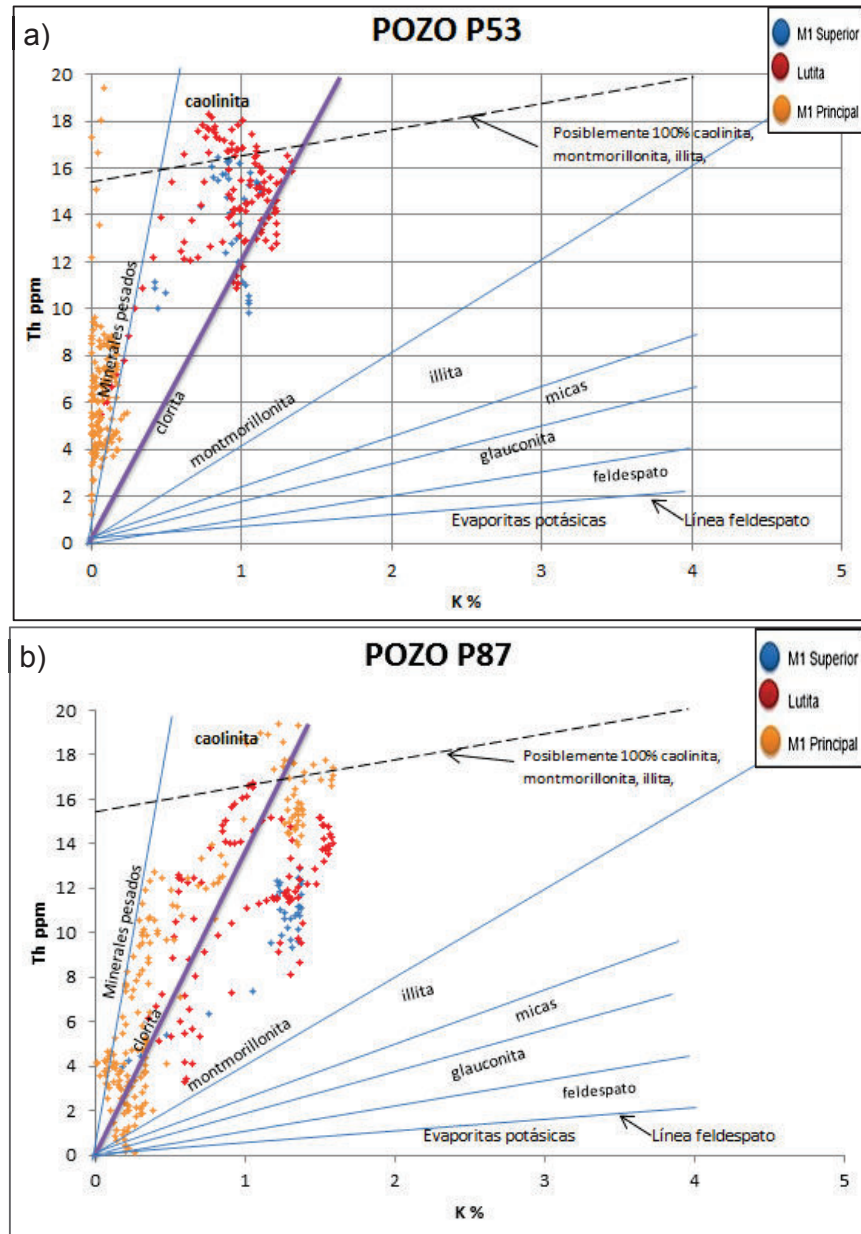 a)
POZO P53
M1 Superior
Lutita
M1 Principal
20
18
16
14
12
10
8
6
4
2
0
Th ppm
caolinita
Posiblemente 100% caolinita,
montmorillonita, illita,
Minerales pesados
clorita
montmorillonita
illita
micas
glauconita
feldespato
Evaporitas potásicas
Línea feldespato
0
1
2
3
4
5
K %
b)
POZO P87
M1 Superior
Lutita
M1 Principal
20
18
16
14
12
10
8
6
4
2
0
Th ppm
caolinita
Posiblemente 100% caolinita,
montmorillonita, illita,
Minerales pesados
clorita
montmorillonita
illita
micas
glauconita
feldespato
Evaporitas potásicas
Línea feldespato
0
1
2
3
4
5
K %